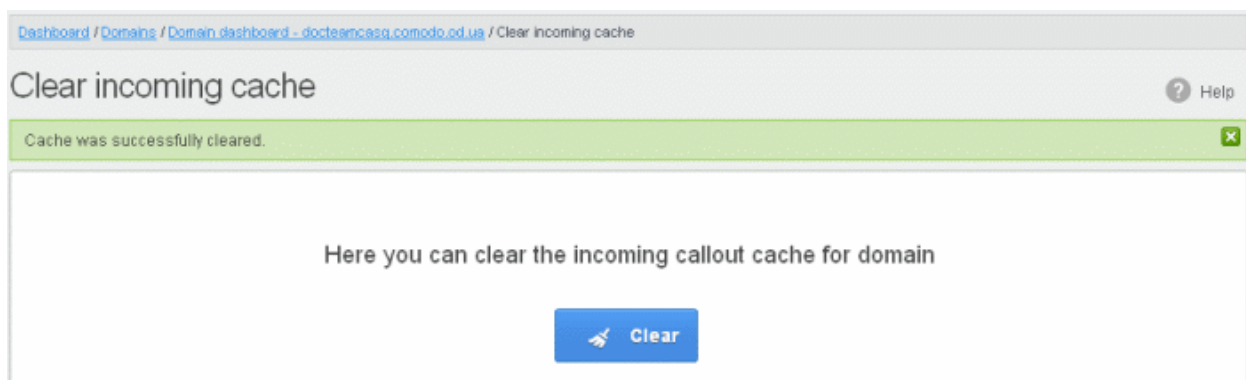 Dashboard / Domains / Domain dashboard - docteamcasg.comodo.od.ua / Clear incoming cache
Clear incoming cache
Help
Cache was successfully cleared.
Here you can clear the incoming callout cache for domain
Clear